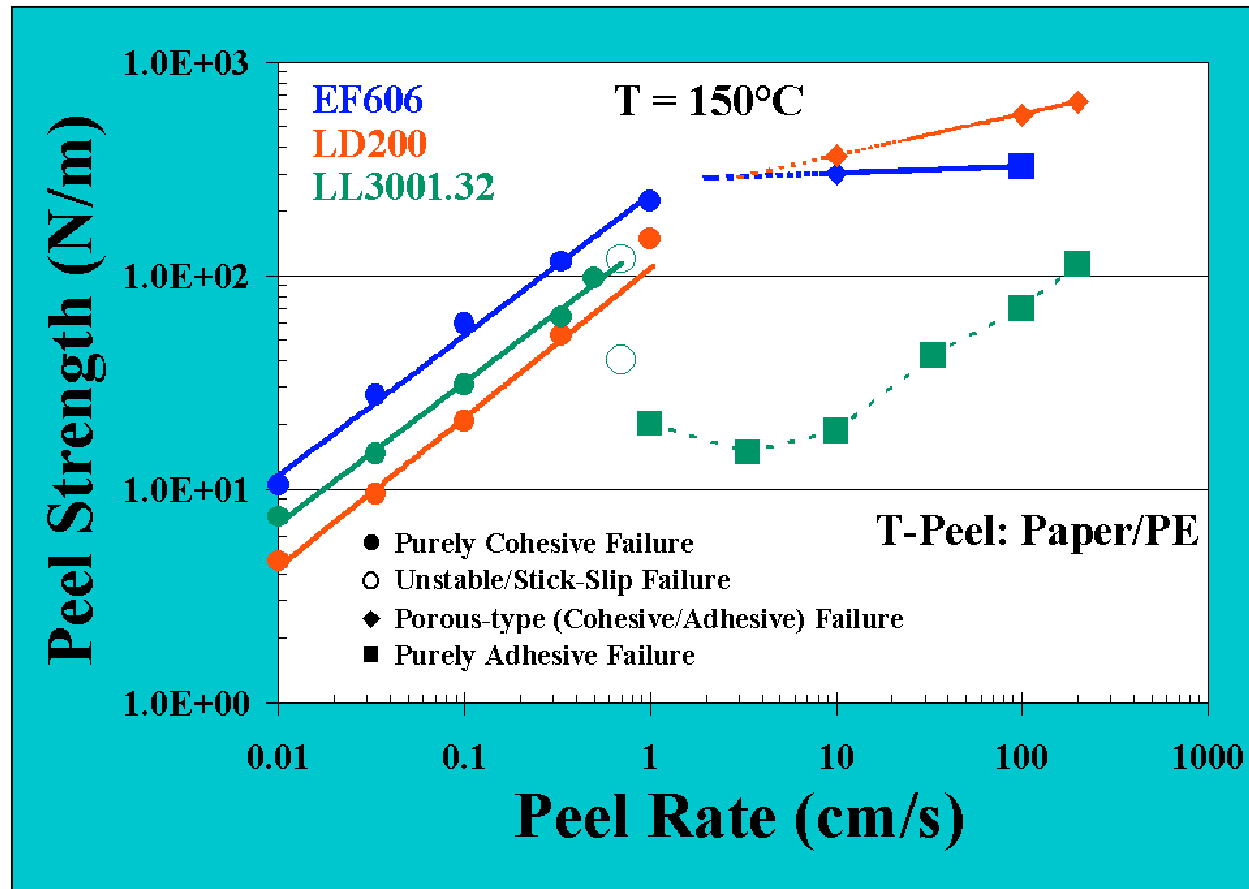 1.0E+03
1.0E+02
1.0E+01
1.0E+00
Peel Strength (N/m)
EF606
LD200
LL3001.32
T = 150°C
T-Peel: Paper/PE
Purely Cohesive Failure
Unstable/Stick-Slip Failure
Porous-type (Cohesive/Adhesive) Failure
Purely Adhesive Failure
0.01 0.1 1 10 100 1000
Peel Rate (cm/s)